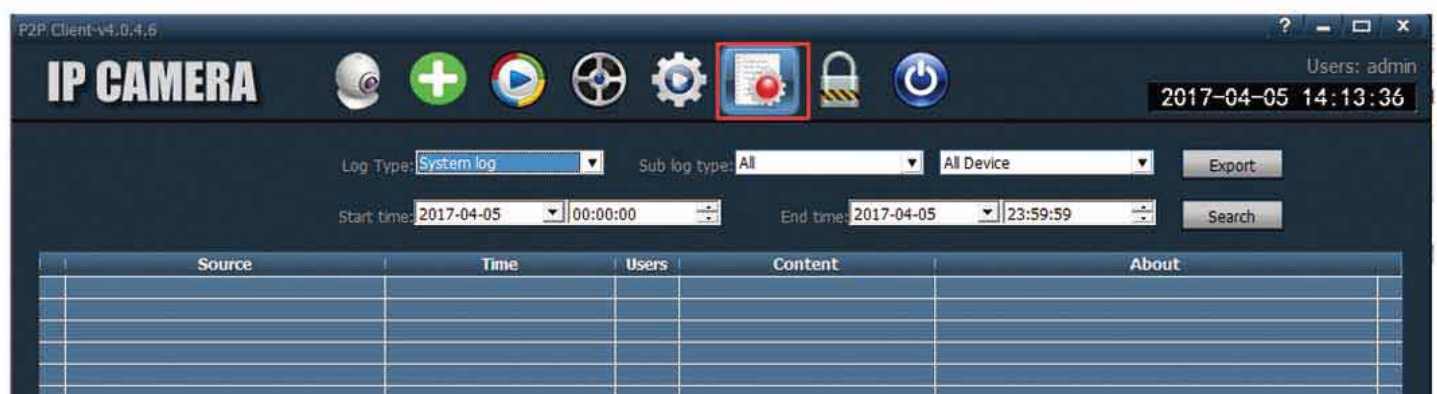 P2P Client-v4.0.4.6
IP CAMERA
Users: admin
2017-04-05 14:13:36
Log Type: System log Sub log type: All All Device Export
Start time: 2017-04-05 00:00:00 End time: 2017-04-05 23:59:59 Search
Source Time Users Content About